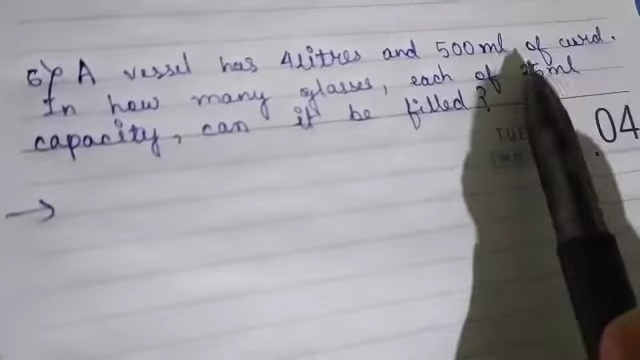 6) A vessel has 4litres and 500ml of curd.
In how many glasses, each of 25ml
capacity, can it be filled?
04